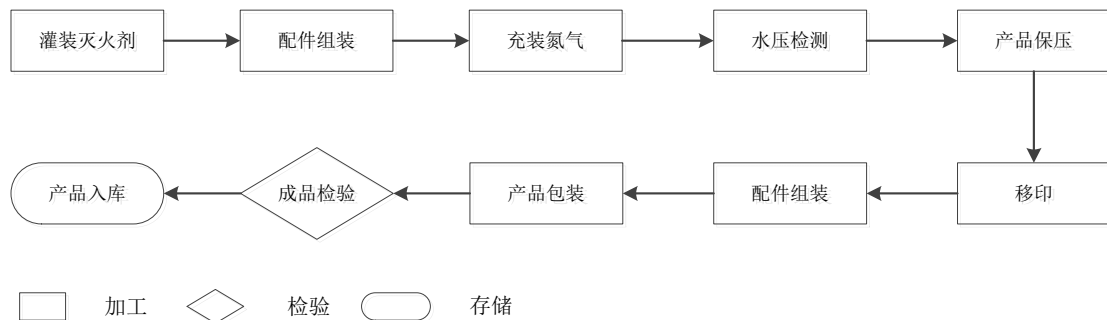 灌装灭火剂
配件组装
充装氮气
水压检测
产品保压
产品入库
成品检验
产品包装
配件组装
移印
加工
检验
存储